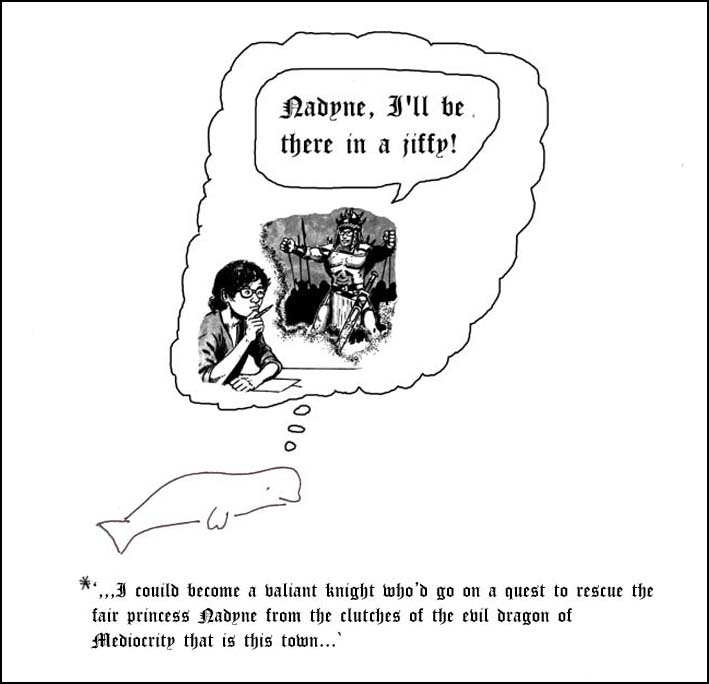 Nadyne, I'll be
there in a jiffy!
*‘,,,I couild become a valiant knight who'd go on a quest to rescue the
fair princess Nadyne from the clutches of the evil dragon of
Mediocrity that is this town...`